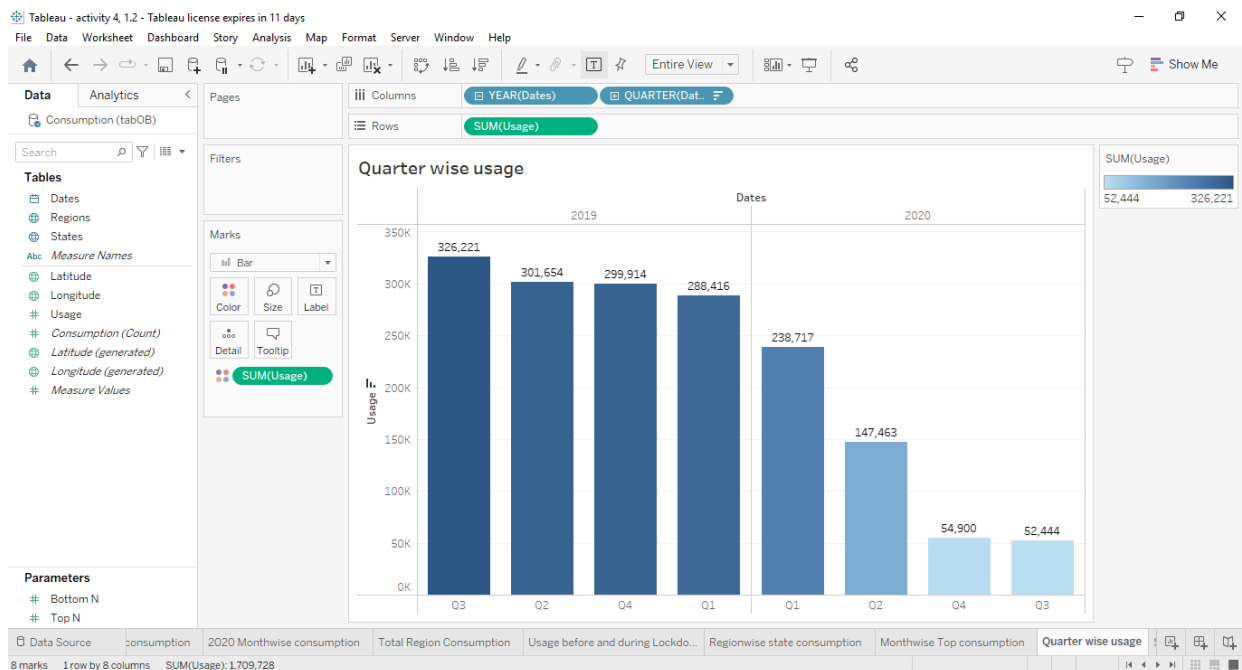 Tableau - activity 4, 1.2 - Tableau license expires in 11 days
File Data Worksheet Dashboard Story Analysis Map Format Server Window Help
Entire View
Show Me
Data Analytics
Consumption (tabOB)
Search
Tables
Dates
Regions
States
Abc Measure Names
Latitude
Longitude
# Usage
# Consumption (Count)
Latitude (generated)
Longitude (generated)
# Measure Values
Parameters
# Bottom N
# Top N
Pages
Filters
Marks
Bar
Color Size Label
Detail Tooltip
SUM(Usage)
Columns YEAR(Dates) QUARTER(Dat..
Rows SUM(Usage)
Quarter wise usage
Dates
2019 2020
Usage
350K
300K
250K
200K
150K
100K
50K
0K
326,221 301,654 299,914 288,416 238,717 147,463 54,900 52,444
Q3 Q2 Q4 Q1 Q1 Q2 Q4 Q3
SUM(Usage)
52,444 326,221
Data Source consumption 2020 Monthwise consumption Total Region Consumption Usage before and during Lockdo... Regionwise state consumption Monthwise Top consumption Quarter wise usage
8 marks 1 row by 8 columns SUM(Usage): 1,709,728